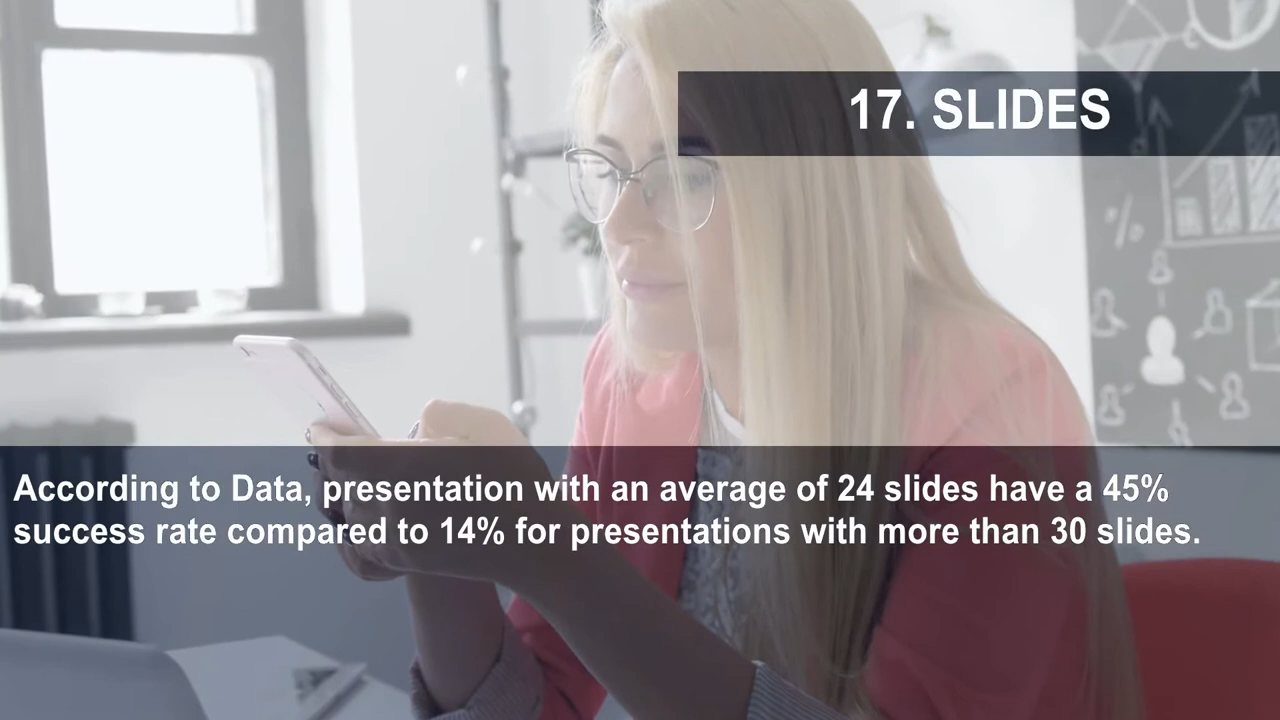 17. SLIDES
According to Data, presentation with an average of 24 slides have a 45%
success rate compared to 14% for presentations with more than 30 slides.